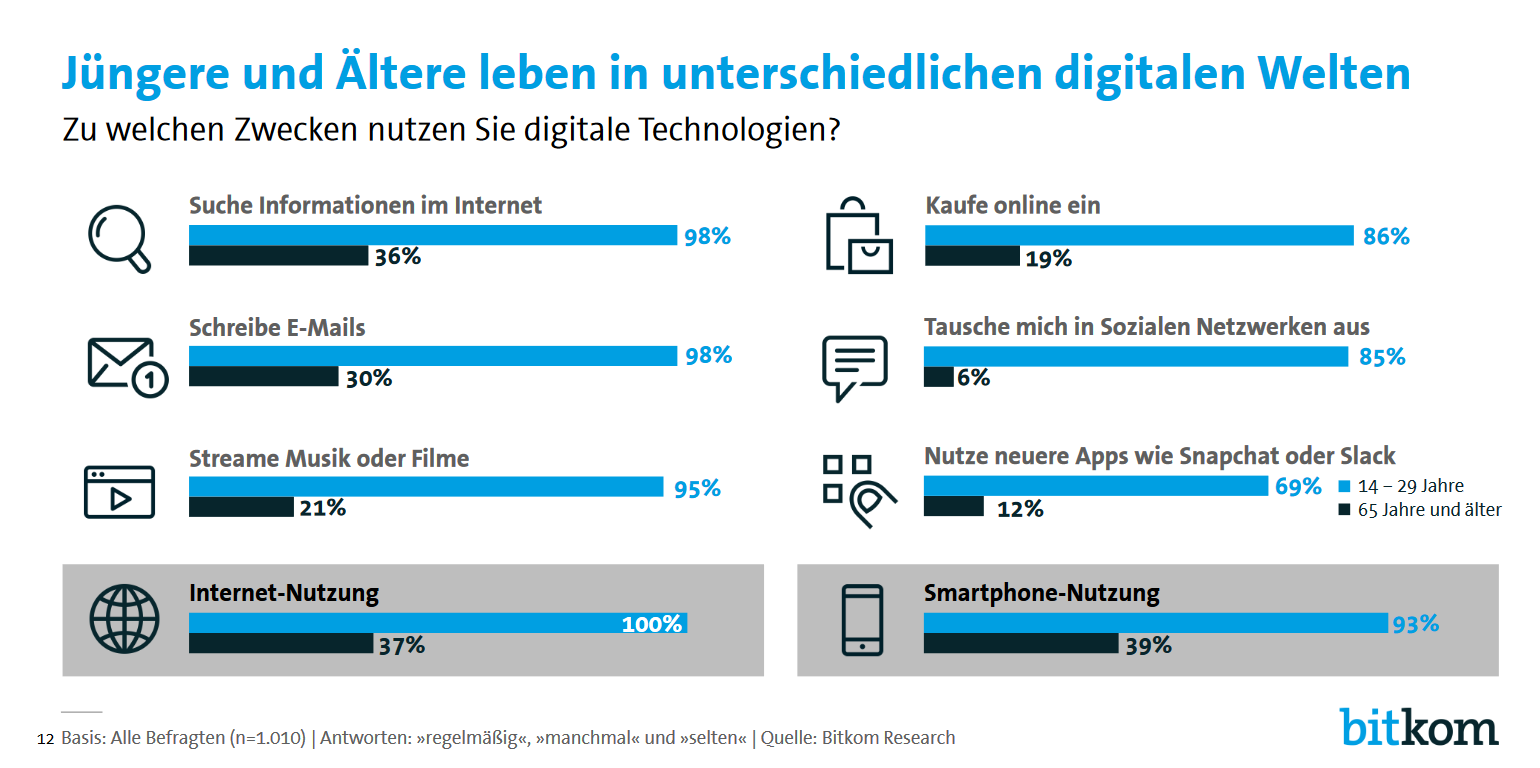 Jüngere und Ältere leben in unterschiedlichen digitalen Welten
Zu welchen Zwecken nutzen Sie digitale Technologien?
Suche Informationen im Internet
98%
36%
Schreibe E-Mails
98%
30%
1
Streame Musik oder Filme
95%
21%
Internet-Nutzung
100%
37%
Kaufe online ein
86%
19%
Tausche mich in Sozialen Netzwerken aus
85%
6%
Nutze neuere Apps wie Snapchat oder Slack
69%
12%
14 – 29 Jahre
65 Jahre und älter
Smartphone-Nutzung
93%
39%
12 Basis: Alle Befragten (n=1.010) | Antworten: »regelmäßig«, »manchmal« und »selten« | Quelle: Bitkom Research
bitkom